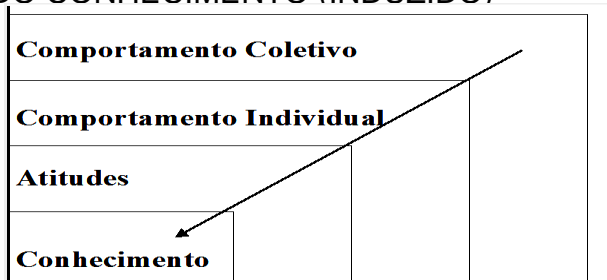 Comportamento Coletivo
Comportamento Individual
Atitudes
Conhecimento